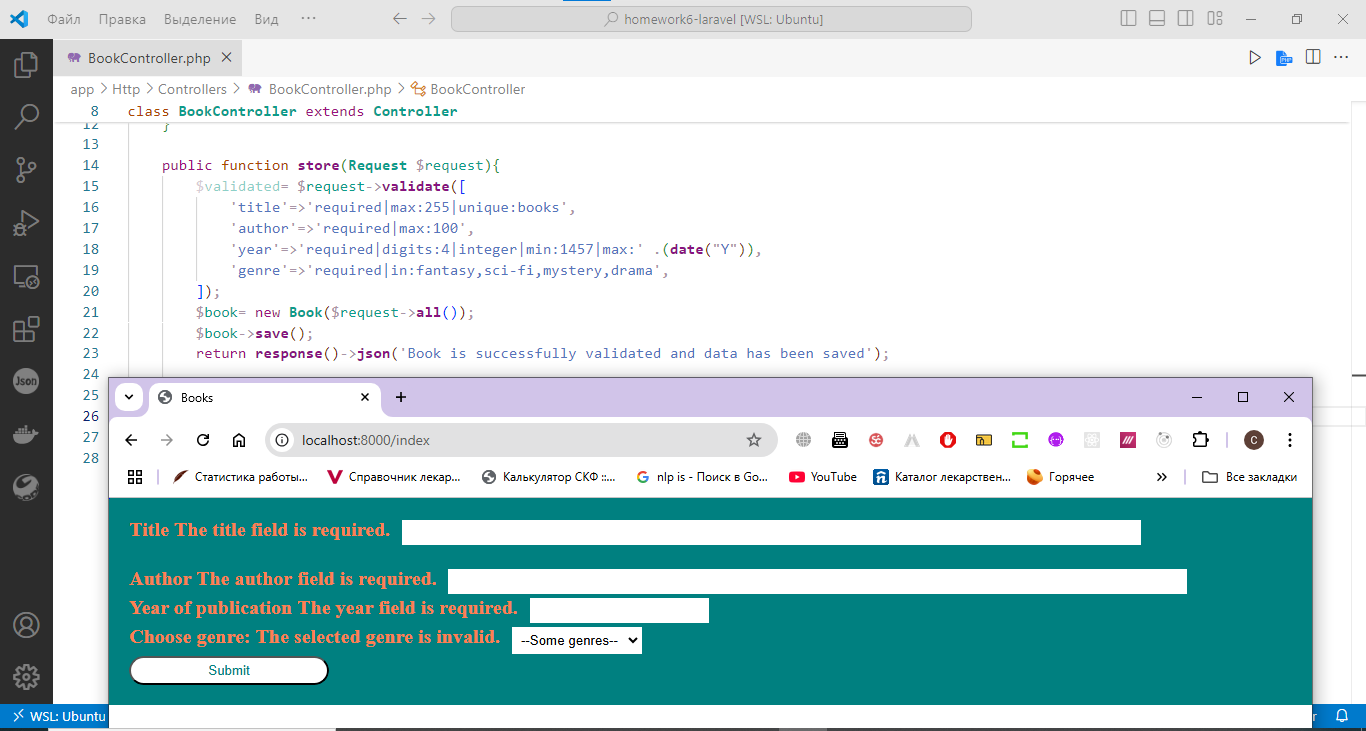 Файл Правка Выделение Вид ··· homework6-laravel [WSL: Ubuntu]
BookController.php
app > Http > Controllers > BookController.php > BookController
8 class BookController extends Controller
12 }
13
14 public function store(Request $request){
15 $validated= $request->validate([
16 'title'=>'required|max:255|unique:books',
17 'author'=>'required|max:100',
18 'year'=>'required|digits:4|integer|min:1457|max:' .(date("Y")),
19 'genre'=>'required|in:fantasy,sci-fi,mystery,drama',
20 ]);
21 $book= new Book($request->all());
22 $book->save();
23 return response()->json('Book is successfully validated and data has been saved');
24
25
26
27
28
Json
Books
localhost:8000/index
C
Статистика работы... Справочник лекар... Калькулятор СКФ ::... nlp is - Поиск в Go... YouTube Каталог лекарствен... Горячее » Все закладки
Title The title field is required.
Author The author field is required.
Year of publication The year field is required.
Choose genre: The selected genre is invalid. --Some genres--
Submit
WSL: Ubuntu